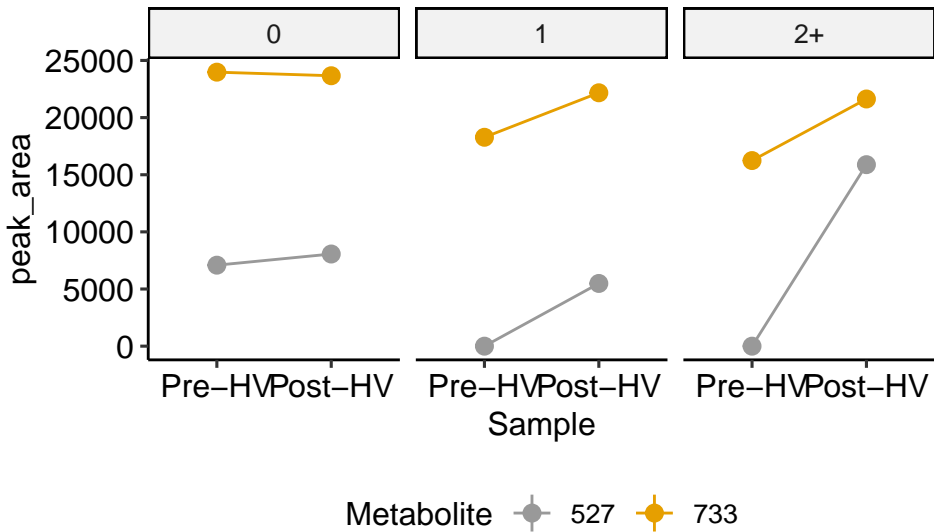 0 1 2+
peak_area
25000
20000
15000
10000
5000
0
Pre−HV Post−HV Pre−HV Post−HV Pre−HV Post−HV
Sample
Metabolite 527 733